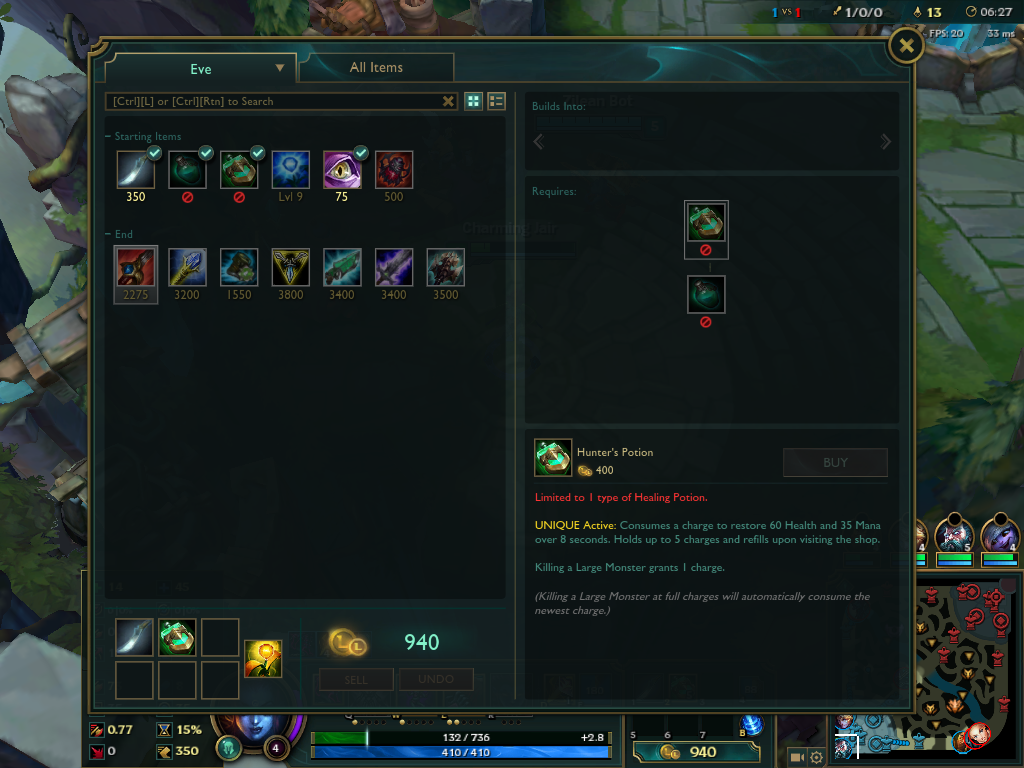 1 vs 1
1/0/0
13
06:27
FPS: 20
33 ms
Eve
All Items
[Ctrl][L] or [Ctrl][Rtn] to Search
Starting Items
350
Lvl 9
75
500
End
2275
3200
1550
3800
3400
3400
3500
Builds Into:
Requires:
Hunter's Potion
400
BUY
Limited to 1 type of Healing Potion.
UNIQUE Active: Consumes a charge to restore 60 Health and 35 Mana
over 8 seconds. Holds up to 5 charges and refills upon visiting the shop.
Killing a Large Monster grants 1 charge.
(Killing a Large Monster at full charges will automatically consume the
newest charge.)
4
5
4
940
SELL
UNDO
0.77
15%
0
350
4
132 / 736
+2.8
410 / 410
5
6
7
B
940